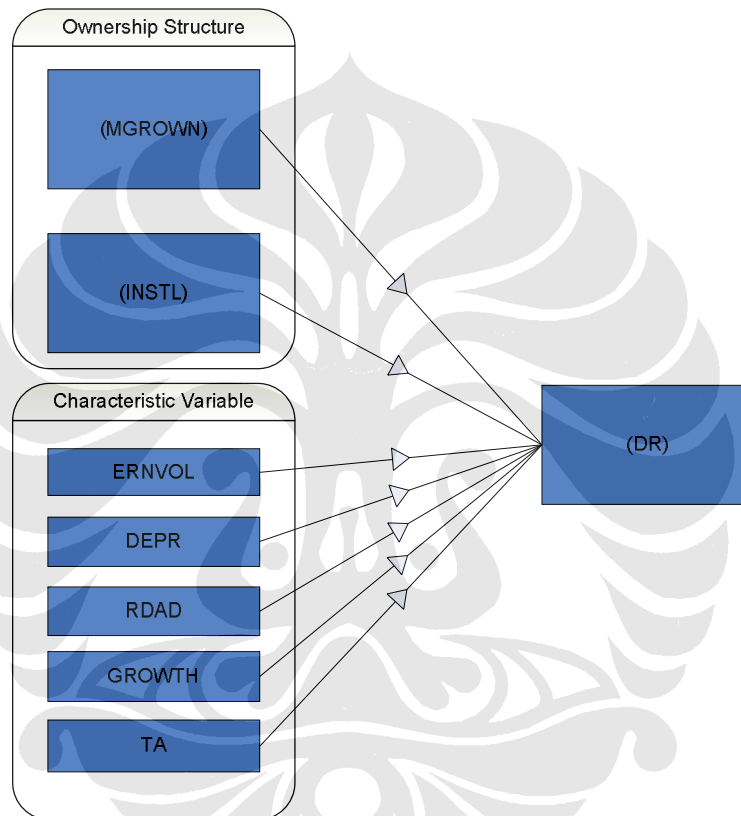 Ownership Structure
(MGROWN)
(INSTL)
Characteristic Variable
ERNVOL
DEPR
RDAD
GROWTH
TA
(DR)